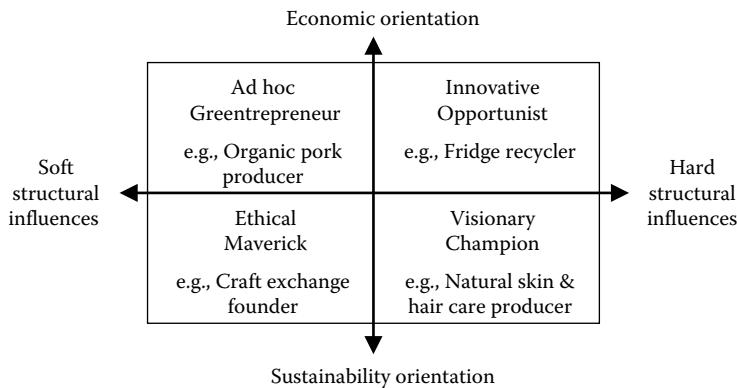 Economic orientation
Ad hoc
Greentrepreneur
e.g., Organic pork
producer
Innovative
Opportunist
e.g., Fridge recycler
Soft
structural
influences
Hard
structural
influences
Ethical
Maverick
e.g., Craft exchange
founder
Visionary
Champion
e.g., Natural skin &
hair care producer
Sustainability orientation